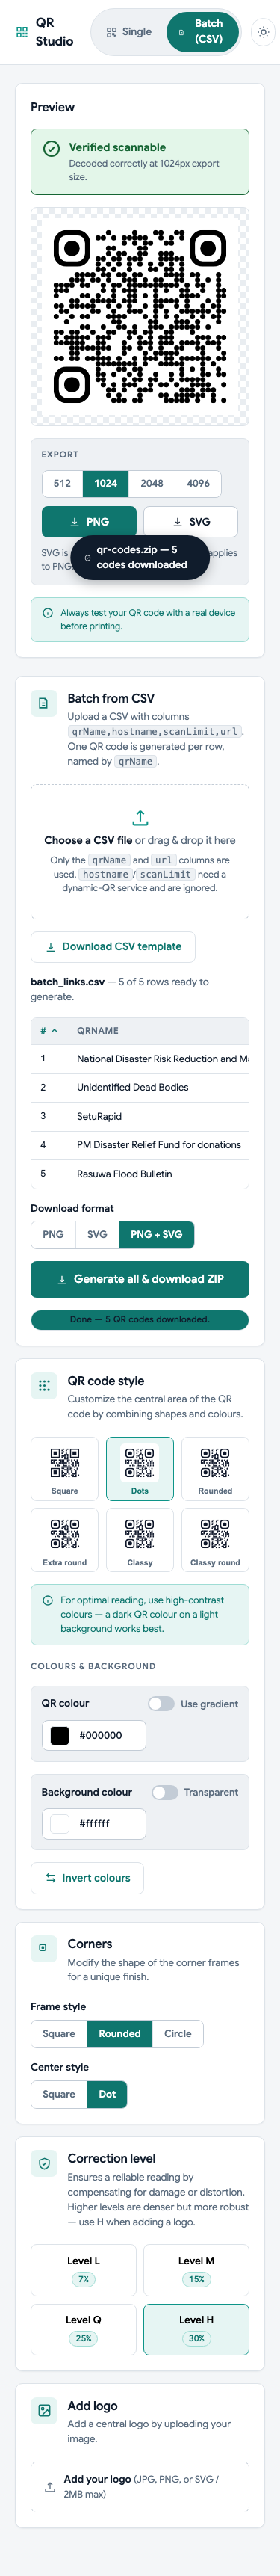 QR
Studio
Single
Batch
(CSV)
Preview
Verified scannable
Decoded correctly at 1024px export
size.
EXPORT
512 1024 2048 4096
PNG SVG
SVG is
applies
to PNG
qr-codes.zip — 5
codes downloaded
Always test your QR code with a real device
before printing.
Batch from CSV
Upload a CSV with columns
qrName,hostname,scanLimit,url.
One QR code is generated per row,
named by qrName.
Choose a CSV file or drag & drop it here
Only the qrName and url columns are
used. hostname/scanLimit need a
dynamic-QR service and are ignored.
Download CSV template
batch_links.csv — 5 of 5 rows ready to
generate.
# QRNAME
1 National Disaster Risk Reduction and Ma
2 Unidentified Dead Bodies
3 SetuRapid
4 PM Disaster Relief Fund for donations
5 Rasuwa Flood Bulletin
Download format
PNG SVG PNG + SVG
Generate all & download ZIP
Done — 5 QR codes downloaded.
QR code style
Customize the central area of the QR
code by combining shapes and colours.
Square Dots Rounded
Extra round Classy Classy round
For optimal reading, use high-contrast
colours — a dark QR colour on a light
background works best.
COLOURS & BACKGROUND
QR colour Use gradient
#000000
Background colour Transparent
#ffffff
Invert colours
Corners
Modify the shape of the corner frames
for a unique finish.
Frame style
Square Rounded Circle
Center style
Square Dot
Correction level
Ensures a reliable reading by
compensating for damage or distortion.
Higher levels are denser but more robust
— use H when adding a logo.
Level L Level M
7% 15%
Level Q Level H
25% 30%
Add logo
Add a central logo by uploading your
image.
Add your logo (JPG, PNG, or SVG /
2MB max)